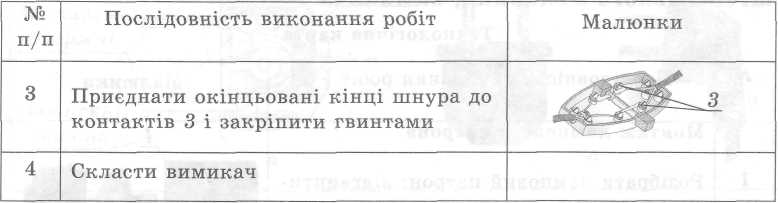 № п/п
Послідовність виконання робіт
Малюнки
3
Приєднати окінцьовані кінці шнура до
контактів 3 і закріпити гвинтами
3
4
Скласти вимикач